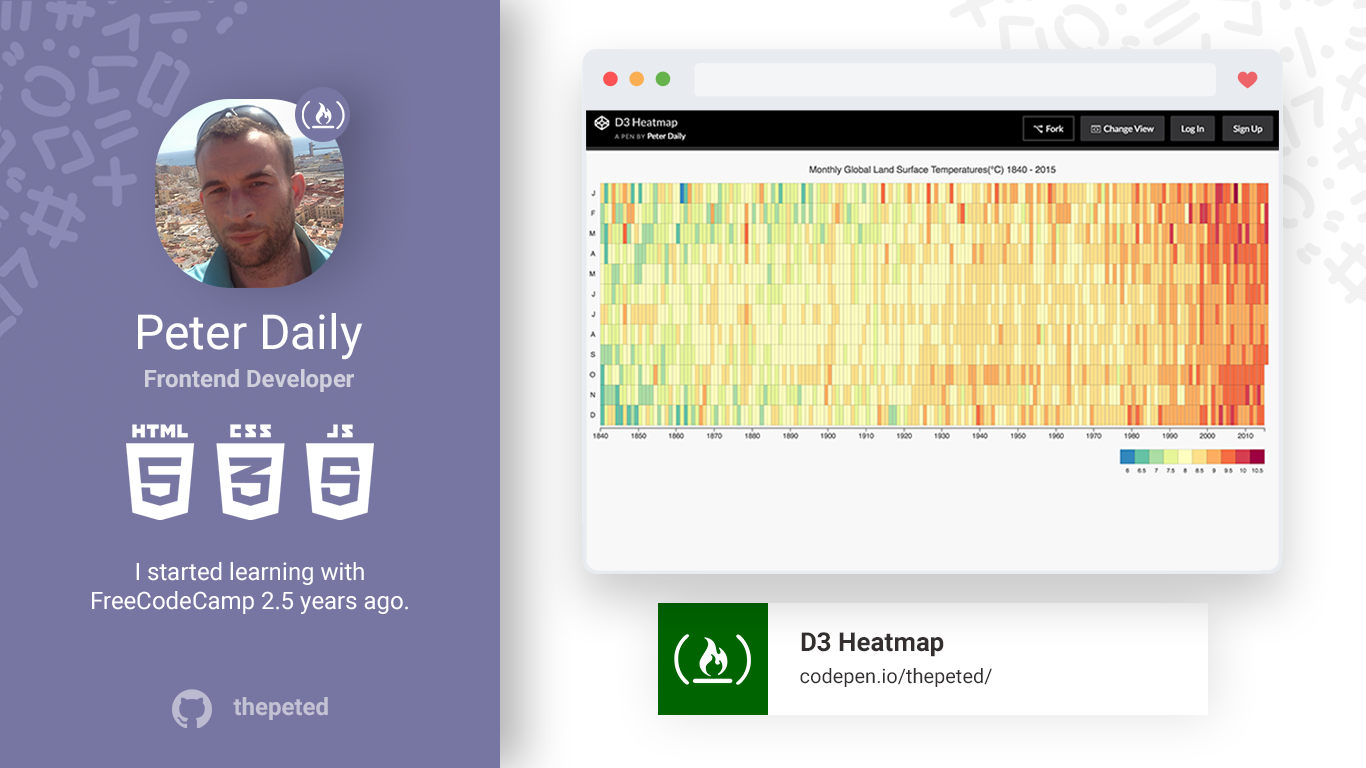 Peter Daily
Frontend Developer
HTML CSS JS
5 3 5
I started learning with
FreeCodeCamp 2.5 years ago.
thepeted
D3 Heatmap
A PEN BY Peter Daily
Fork Change View Log In Sign Up
Monthly Global Land Surface Temperatures(°C) 1840 - 2015
J
F
M
A
M
J
J
A
S
O
N
D
1840 1850 1860 1870 1880 1890 1900 1910 1920 1930 1940 1950 1960 1970 1980 1990 2000 2010
6 6.5 7 7.5 8 8.5 9 9.5 10 10.5
D3 Heatmap
codepen.io/thepeted/